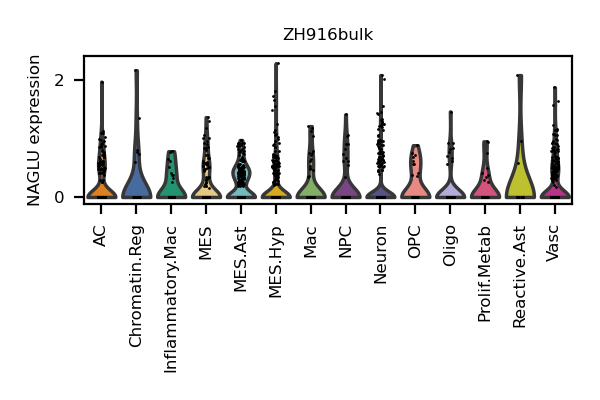 ZH916bulk
NAGLU expression
2
0
AC
Chromatin.Reg
Inflammatory.Mac
MES
MES.Ast
MES.Hyp
Mac
NPC
Neuron
OPC
Oligo
Prolif.Metab
Reactive.Ast
Vasc